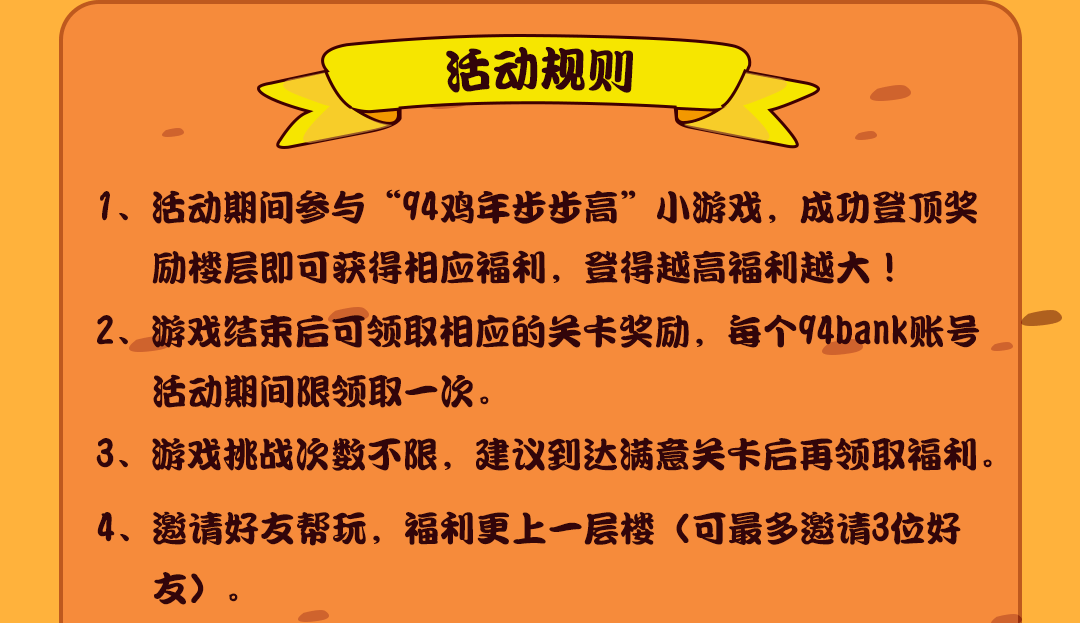 活动规则
1、活动期间参与“94鸡年步步高”小游戏，成功登顶奖
励楼层即可获得相应福利，登得越高福利越大！
2、游戏结束后可领取相应的关卡奖励，每个94bank账号
活动期间限领取一次。
3、游戏挑战次数不限，建议到达满意关卡后再领取福利。
4、邀请好友帮玩，福利更上一层楼（可最多邀请3位好
友）。